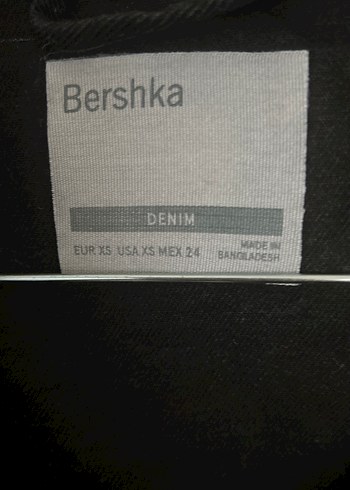 Bershka
DENIM
EUR XS USA XS MEX 24
MADE IN
BANGLADESH